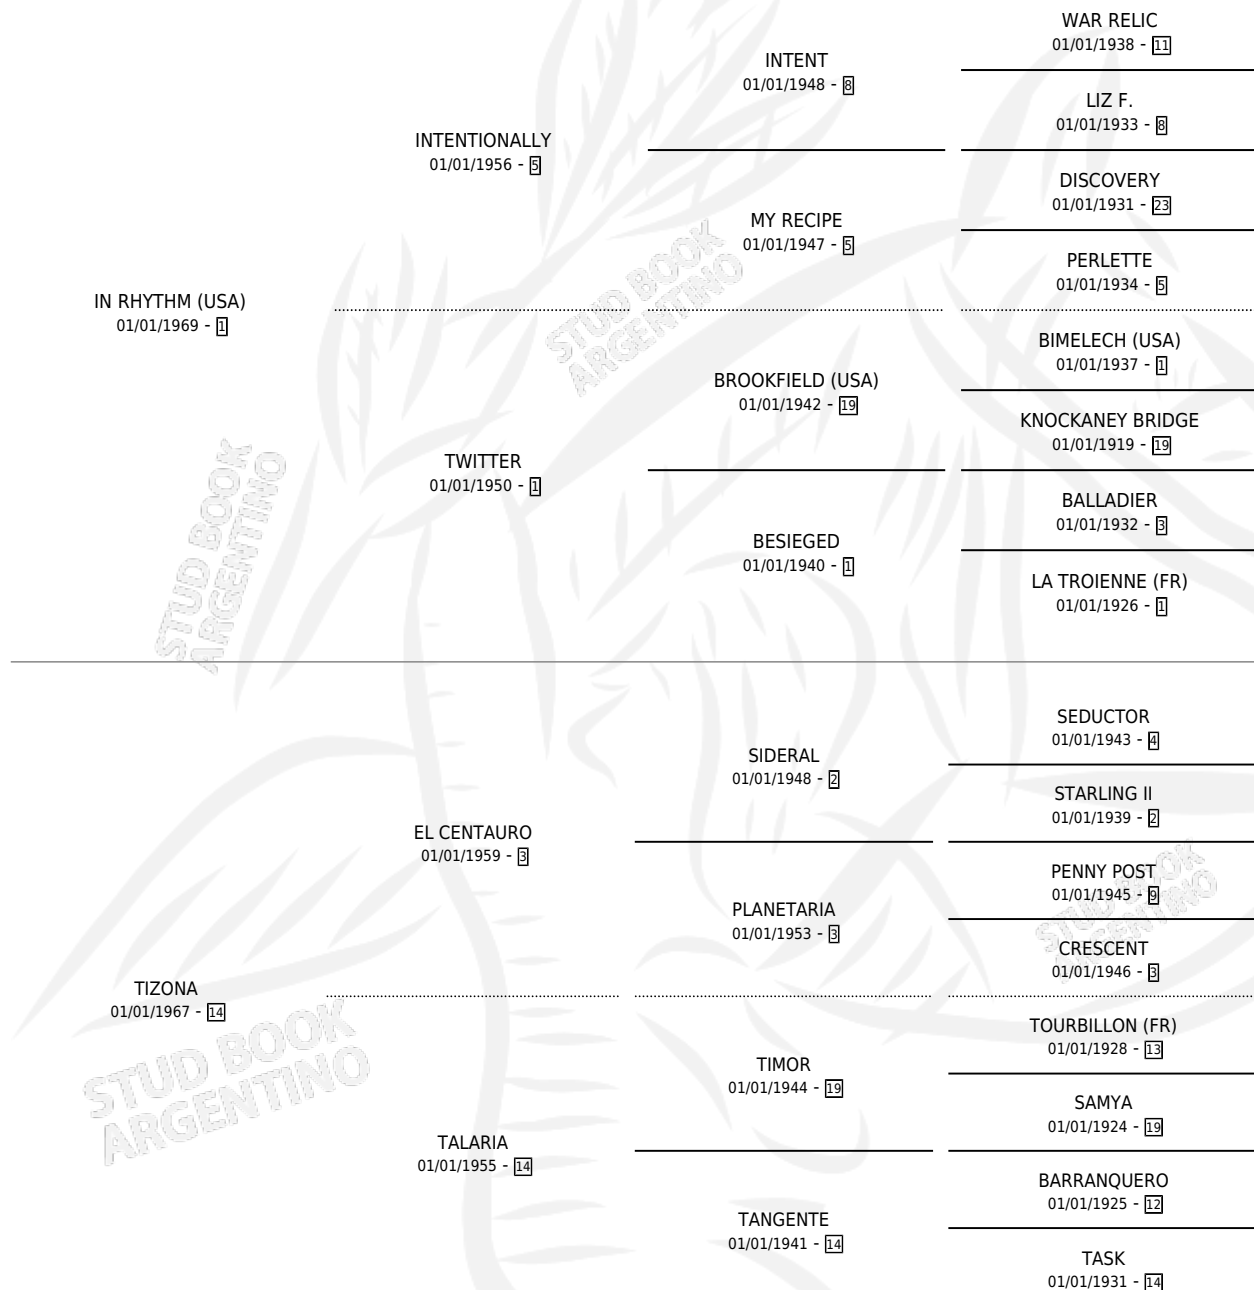 WAR RELIC
01/01/1938 - 11
INTENT
01/01/1948 - 8
LIZ F.
01/01/1933 - 8
INTENTIONALLY
01/01/1956 - 5
DISCOVERY
01/01/1931 - 23
MY RECIPE
01/01/1947 - 5
PERLETTE
01/01/1934 - 5
IN RHYTHM (USA)
01/01/1969 - 1
BIMELECH (USA)
01/01/1937 - 1
BROOKFIELD (USA)
01/01/1942 - 19
KNOCKANEY BRIDGE
01/01/1919 - 19
TWITTER
01/01/1950 - 1
BALLADIER
01/01/1932 - 3
BESIEGED
01/01/1940 - 1
LA TROIENNE (FR)
01/01/1926 - 1
SEDUCTOR
01/01/1943 - 4
SIDERAL
01/01/1948 - 2
STARLING II
01/01/1939 - 2
EL CENTAURO
01/01/1959 - 3
PENNY POST
01/01/1945 - 9
PLANETARIA
01/01/1953 - 3
CRESCENT
01/01/1946 - 3
TIZONA
01/01/1967 - 14
TOURBILLON (FR)
01/01/1928 - 13
TIMOR
01/01/1944 - 19
SAMYA
01/01/1924 - 19
TALARIA
01/01/1955 - 14
BARRANQUERO
01/01/1925 - 12
TANGENTE
01/01/1941 - 14
TASK
01/01/1931 - 14
STUD BOOK
ARGENTINO
STUD BOOK
ARGENTINO
STUD BOOK
ARGENTINO
STUD BOOK
ARGENTINO